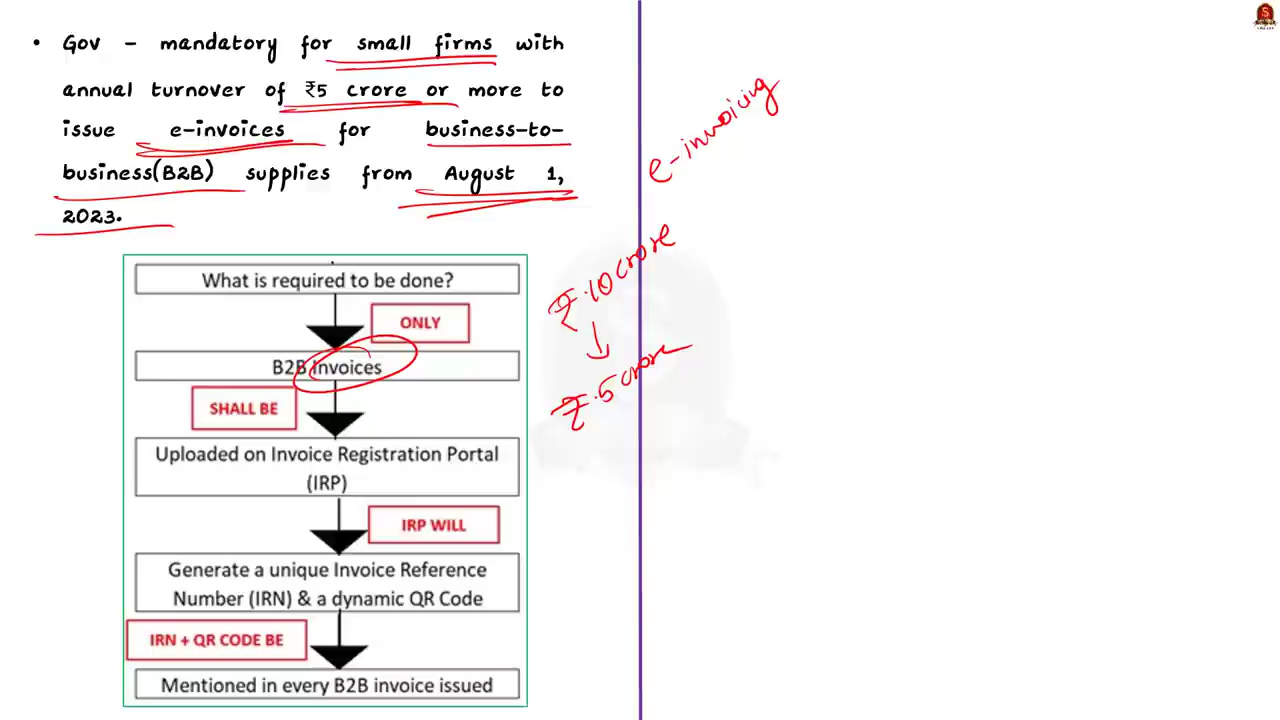 • Gov - mandatory for small firms with
annual turnover of ₹5 crore or more to
issue e-invoices for business-to-
business(B2B) supplies from August 1,
2023.
What is required to be done?
ONLY
B2B Invoices
SHALL BE
Uploaded on Invoice Registration Portal
(IRP)
IRP WILL
Generate a unique Invoice Reference
Number (IRN) & a dynamic QR Code
IRN + QR CODE BE
Mentioned in every B2B invoice issued
e-invoicing
₹.10 crore
₹.5 crore